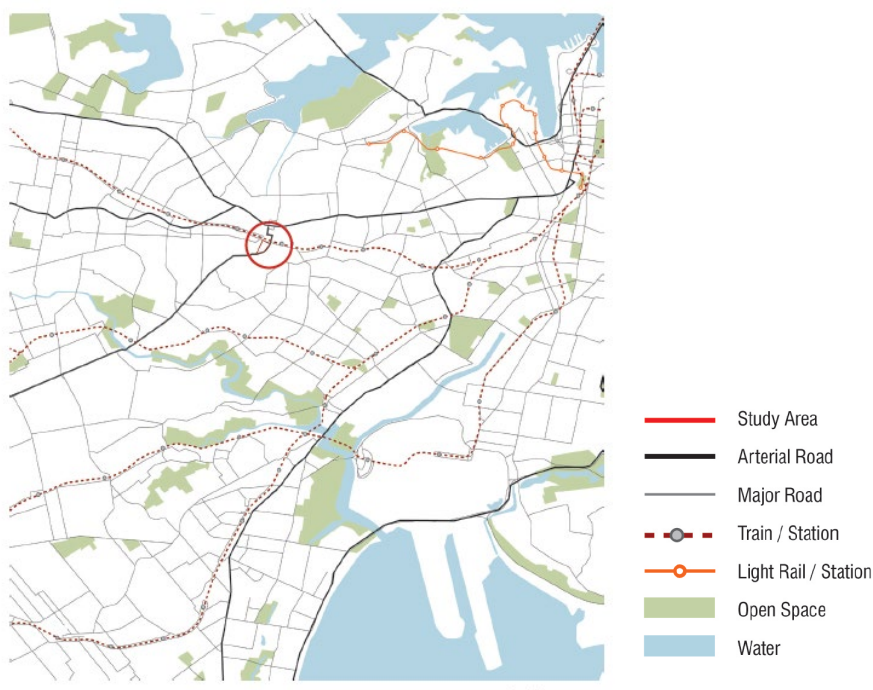 Study Area
Arterial Road
Major Road
Train / Station
Light Rail / Station
Open Space
Water